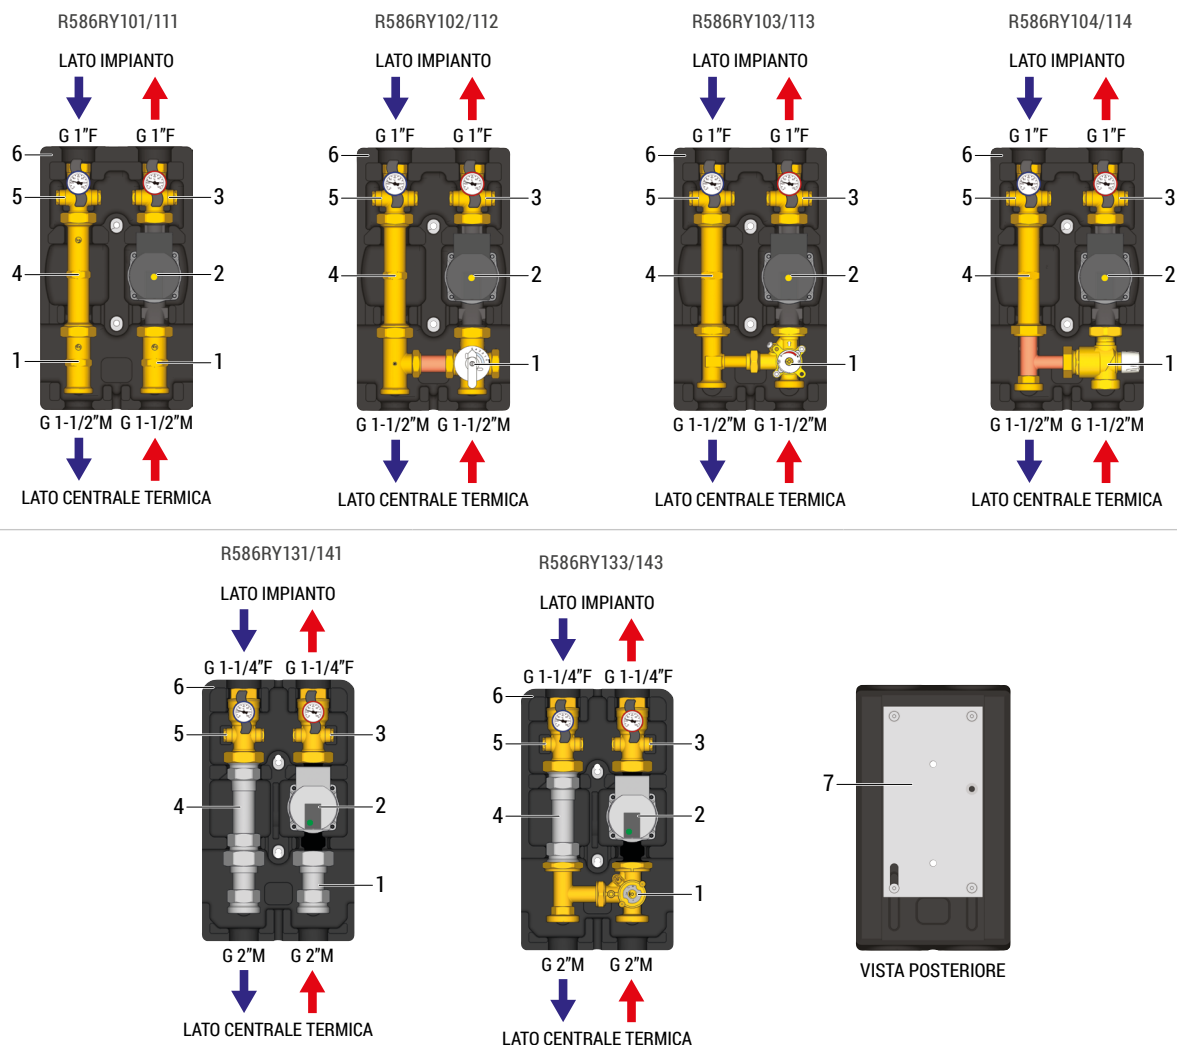 R586RY101/111
LATO IMPIANTO
G 1”F G 1”F
6
5 3
4 2
1 1
G 1-1/2”M G 1-1/2”M
LATO CENTRALE TERMICA
R586RY102/112
LATO IMPIANTO
G 1”F G 1”F
6
5 3
4 2
1
G 1-1/2”M G 1-1/2”M
LATO CENTRALE TERMICA
R586RY103/113
LATO IMPIANTO
G 1”F G 1”F
6
5 3
4 2
1
G 1-1/2”M G 1-1/2”M
LATO CENTRALE TERMICA
R586RY104/114
LATO IMPIANTO
G 1”F G 1”F
6
5 3
4 2
1
G 1-1/2”M G 1-1/2”M
LATO CENTRALE TERMICA
R586RY131/141
LATO IMPIANTO
G 1-1/4”F G 1-1/4”F
6
5 3
4 2
1
G 2”M G 2”M
LATO CENTRALE TERMICA
R586RY133/143
LATO IMPIANTO
G 1-1/4”F G 1-1/4”F
6
5 3
4 2
1
G 2”M G 2”M
LATO CENTRALE TERMICA
7
VISTA POSTERIORE